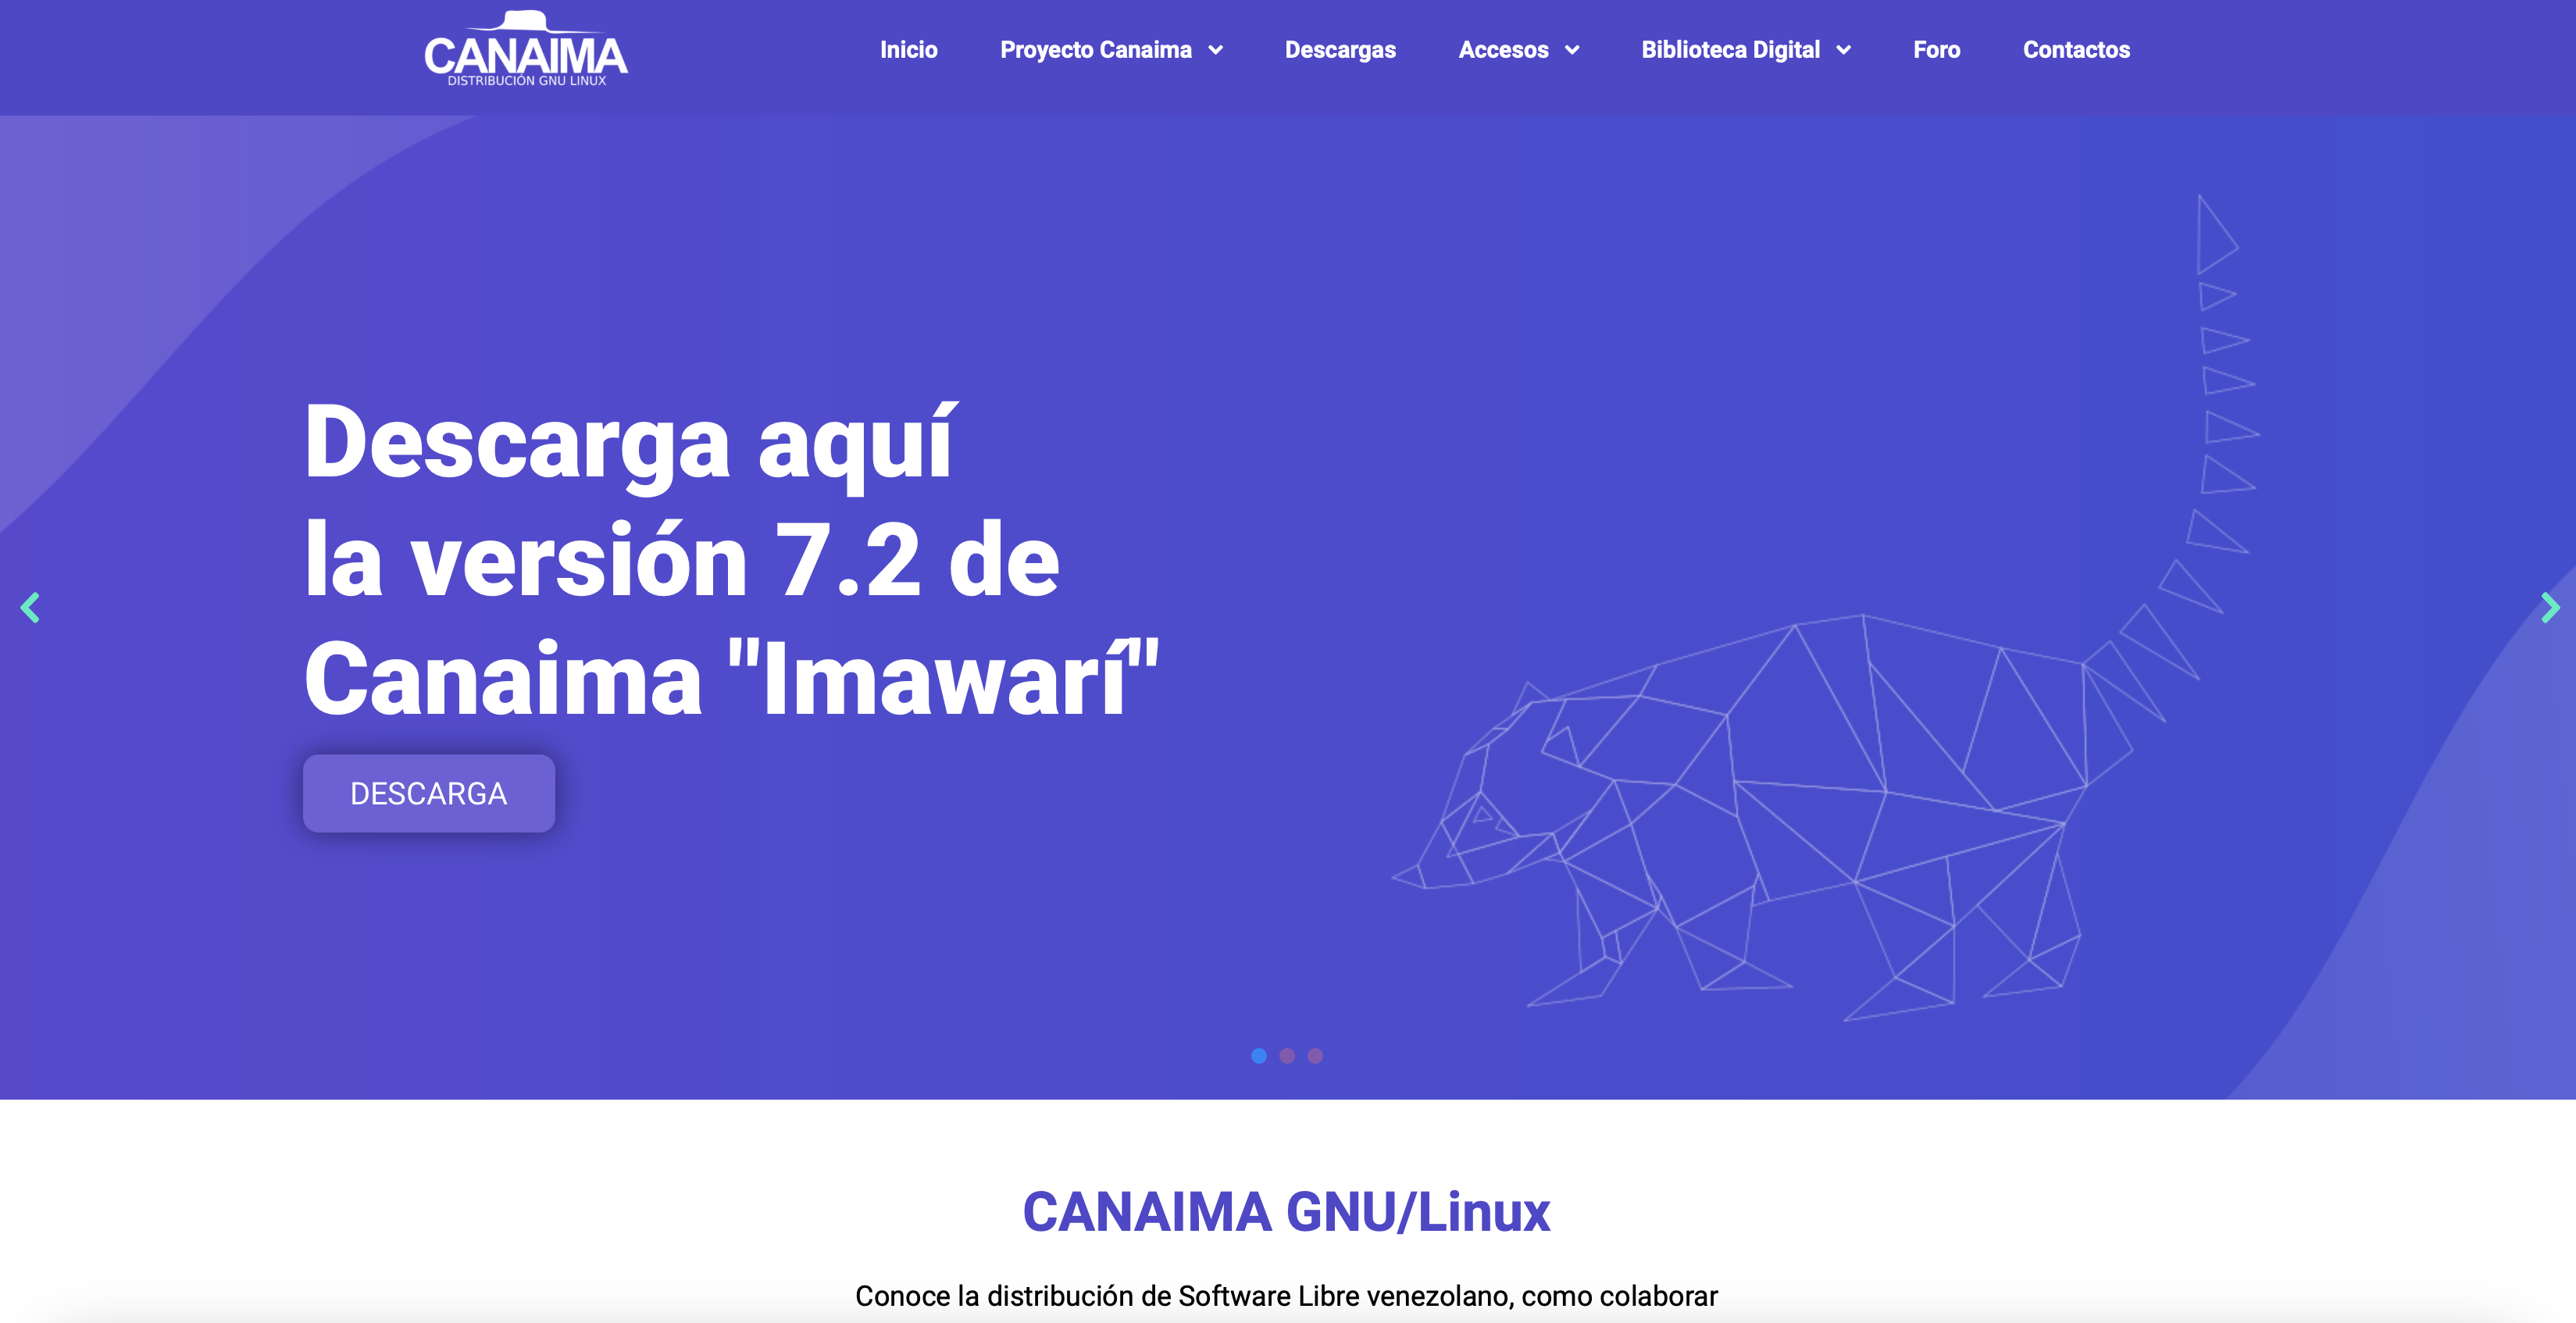 CANAIMA
DISTRIBUCIÓN GNU LINUX
Inicio
Proyecto Canaima
Descargas
Accesos
Biblioteca Digital
Foro
Contactos
Descarga aquí
la versión 7.2 de
Canaima "Imawarí"
DESCARGA
CANAIMA GNU/Linux
Conoce la distribución de Software Libre venezolano, como colaborar